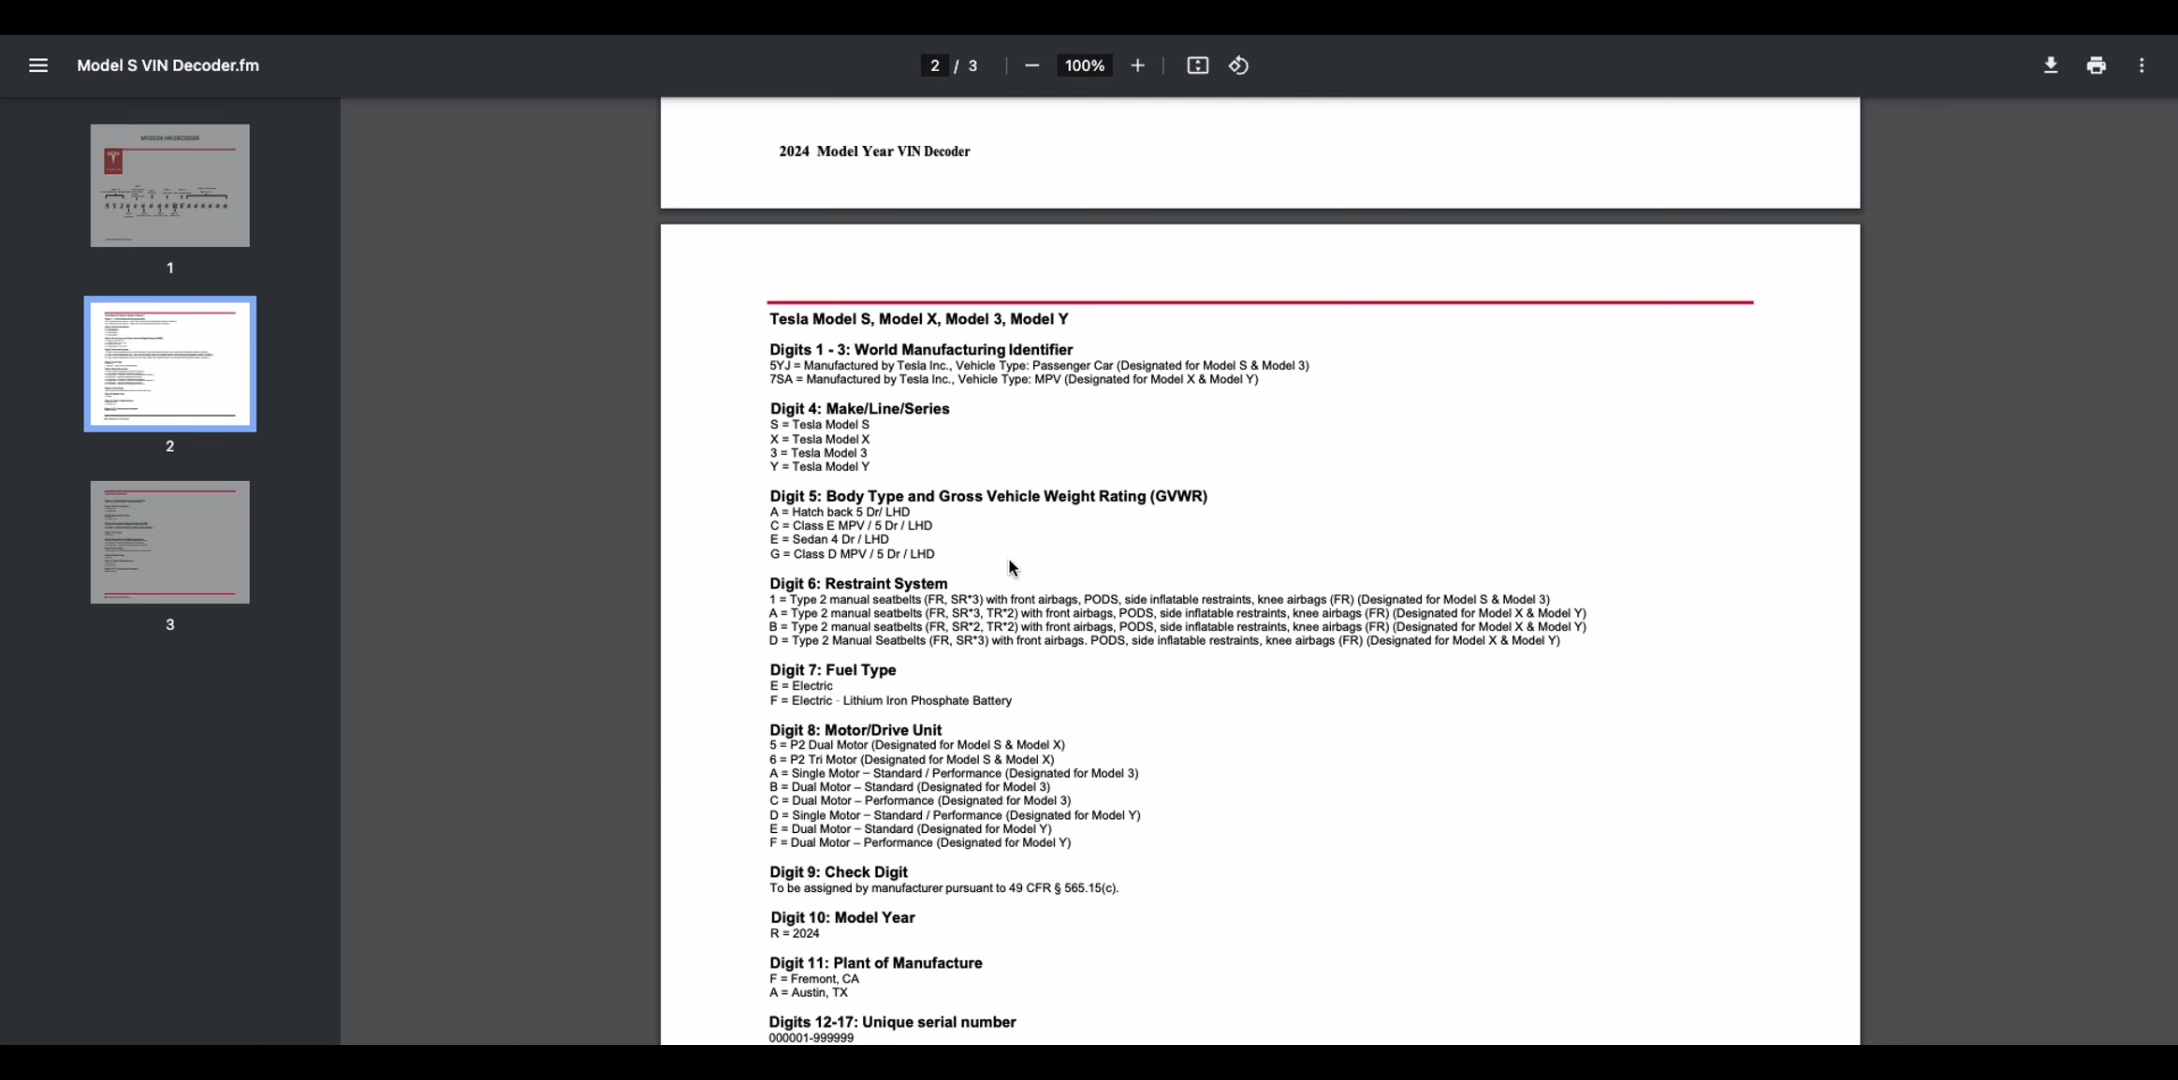 Model S VIN Decoder.fm
2 / 3
100%
MY2024 VIN DECODER
1
2
3
2024 Model Year VIN Decoder
Tesla Model S, Model X, Model 3, Model Y
Digits 1 - 3: World Manufacturing Identifier
5YJ = Manufactured by Tesla Inc., Vehicle Type: Passenger Car (Designated for Model S & Model 3)
7SA = Manufactured by Tesla Inc., Vehicle Type: MPV (Designated for Model X & Model Y)
Digit 4: Make/Line/Series
S = Tesla Model S
X = Tesla Model X
3 = Tesla Model 3
Y = Tesla Model Y
Digit 5: Body Type and Gross Vehicle Weight Rating (GVWR)
A = Hatch back 5 Dr/ LHD
C = Class E MPV / 5 Dr / LHD
E = Sedan 4 Dr / LHD
G = Class D MPV / 5 Dr / LHD
Digit 6: Restraint System
1 = Type 2 manual seatbelts (FR, SR*3) with front airbags, PODS, side inflatable restraints, knee airbags (FR) (Designated for Model S & Model 3)
A = Type 2 manual seatbelts (FR, SR*3, TR*2) with front airbags, PODS, side inflatable restraints, knee airbags (FR) (Designated for Model X & Model Y)
B = Type 2 manual seatbelts (FR, SR*2, TR*2) with front airbags, PODS, side inflatable restraints, knee airbags (FR) (Designated for Model X & Model Y)
D = Type 2 Manual Seatbelts (FR, SR*3) with front airbags. PODS, side inflatable restraints, knee airbags (FR) (Designated for Model X & Model Y)
Digit 7: Fuel Type
E = Electric
F = Electric - Lithium Iron Phosphate Battery
Digit 8: Motor/Drive Unit
5 = P2 Dual Motor (Designated for Model S & Model X)
6 = P2 Tri Motor (Designated for Model S & Model X)
A = Single Motor – Standard / Performance (Designated for Model 3)
B = Dual Motor – Standard (Designated for Model 3)
C = Dual Motor – Performance (Designated for Model 3)
D = Single Motor – Standard / Performance (Designated for Model Y)
E = Dual Motor – Standard (Designated for Model Y)
F = Dual Motor – Performance (Designated for Model Y)
Digit 9: Check Digit
To be assigned by manufacturer pursuant to 49 CFR § 565.15(c).
Digit 10: Model Year
R = 2024
Digit 11: Plant of Manufacture
F = Fremont, CA
A = Austin, TX
Digits 12-17: Unique serial number
000001-999999